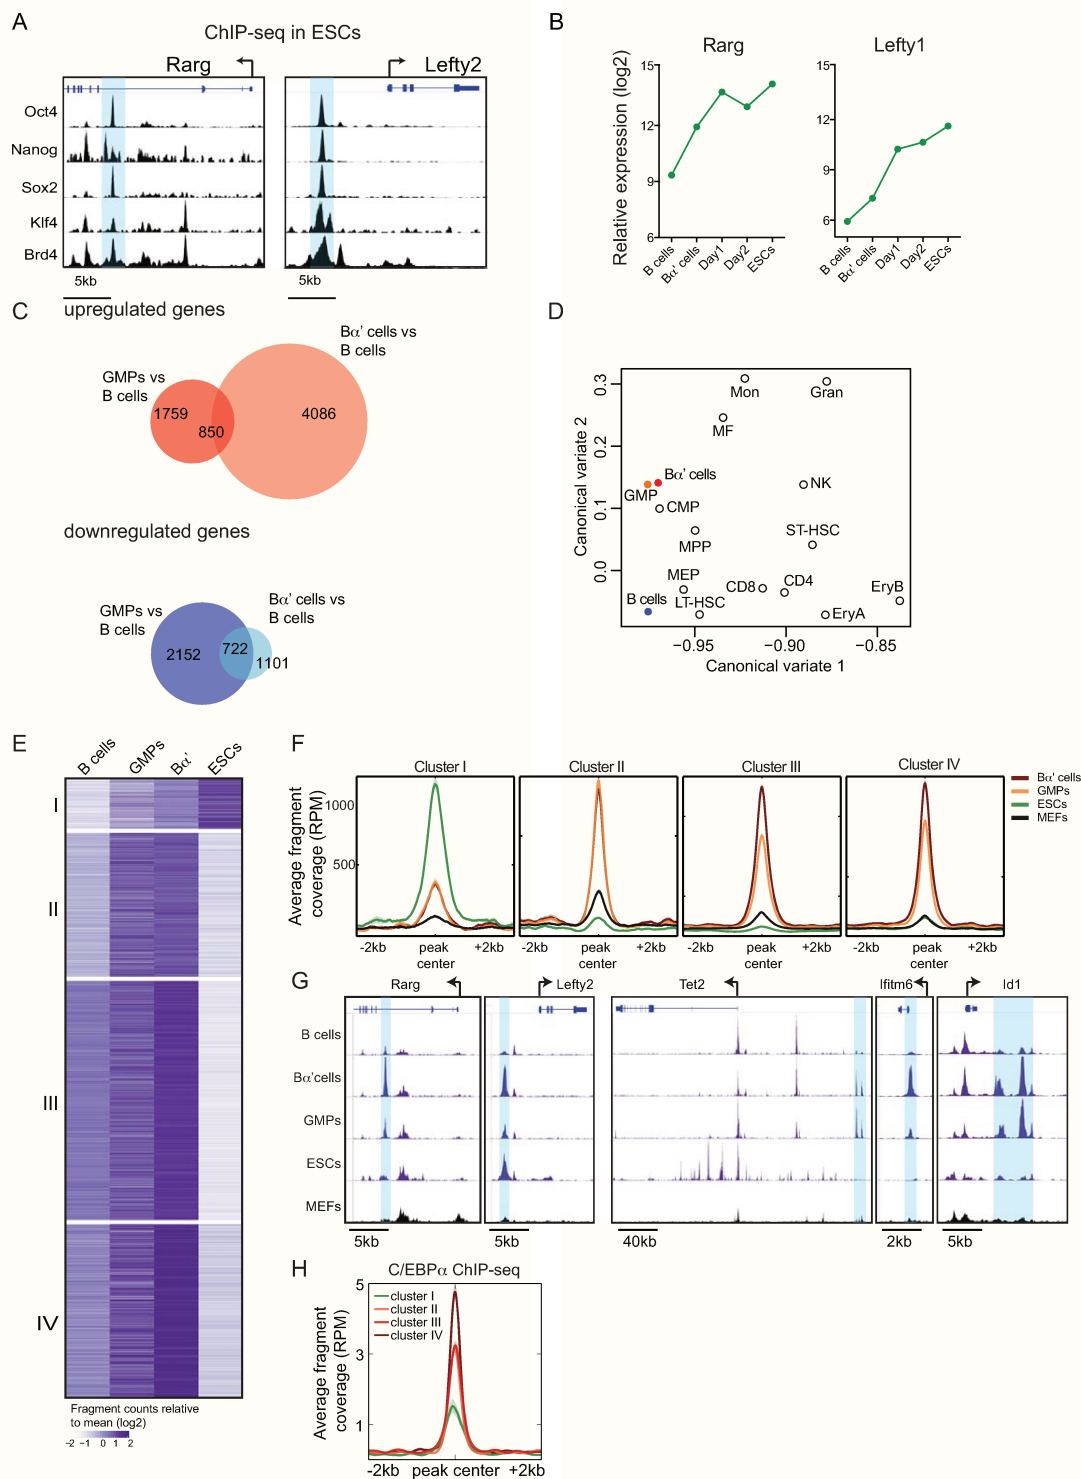 A
ChIP-seq in ESCs
Rarg
Lefty2
Oct4
Nanog
Sox2
Klf4
Brd4
5kb
5kb
B
Rarg
Lefty1
Relative expression (log2)
15
12
9
6
15
12
9
6
B cells
Bα' cells
Day1
Day2
ESCs
B cells
Bα' cells
Day1
Day2
ESCs
C
upregulated genes
Bα' cells vs
B cells
GMPs vs
B cells
1759
850
4086
downregulated genes
GMPs vs
B cells
Bα' cells vs
B cells
2152
722
1101
D
Canonical variate 2
0.3
0.2
0.1
0.0
Mon
Gran
MF
Bα' cells
GMP
CMP
NK
MPP
ST-HSC
MEP
CD8
CD4
EryB
B cells
LT-HSC
EryA
−0.95
−0.90
−0.85
Canonical variate 1
E
B cells
GMPs
Bα'
ESCs
I
II
III
IV
Fragment counts relative
to mean (log2)
-2 −1 0 1 2
F
Cluster I
Cluster II
Cluster III
Cluster IV
Average fragment
coverage (RPM)
1000
500
Bα' cells
GMPs
ESCs
MEFs
-2kb peak +2kb
center
-2kb peak +2kb
center
-2kb peak +2kb
center
-2kb peak +2kb
center
G
Rarg
Lefty2
Tet2
Ifitm6
Id1
B cells
Bα'cells
GMPs
ESCs
MEFs
5kb
5kb
40kb
2kb
5kb
H
C/EBPα ChIP-seq
Average fragment
coverage (RPM)
5
3
1
cluster I
cluster II
cluster III
cluster IV
-2kb peak center +2kb